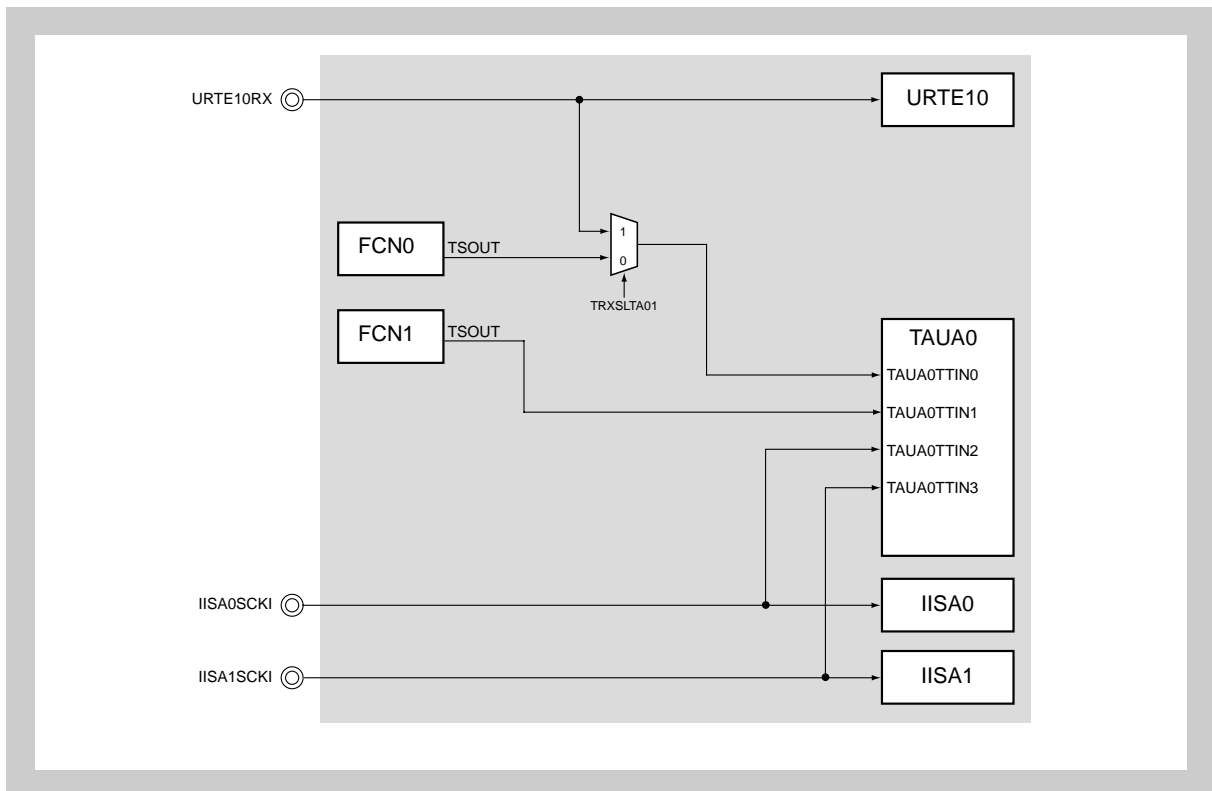 URTE10RX
URTE10
FCN0
TSOUT
1
0
TRXSLTA01
FCN1
TSOUT
TAUA0
TAUA0TTIN0
TAUA0TTIN1
TAUA0TTIN2
TAUA0TTIN3
IISA0SCKI
IISA0
IISA1SCKI
IISA1